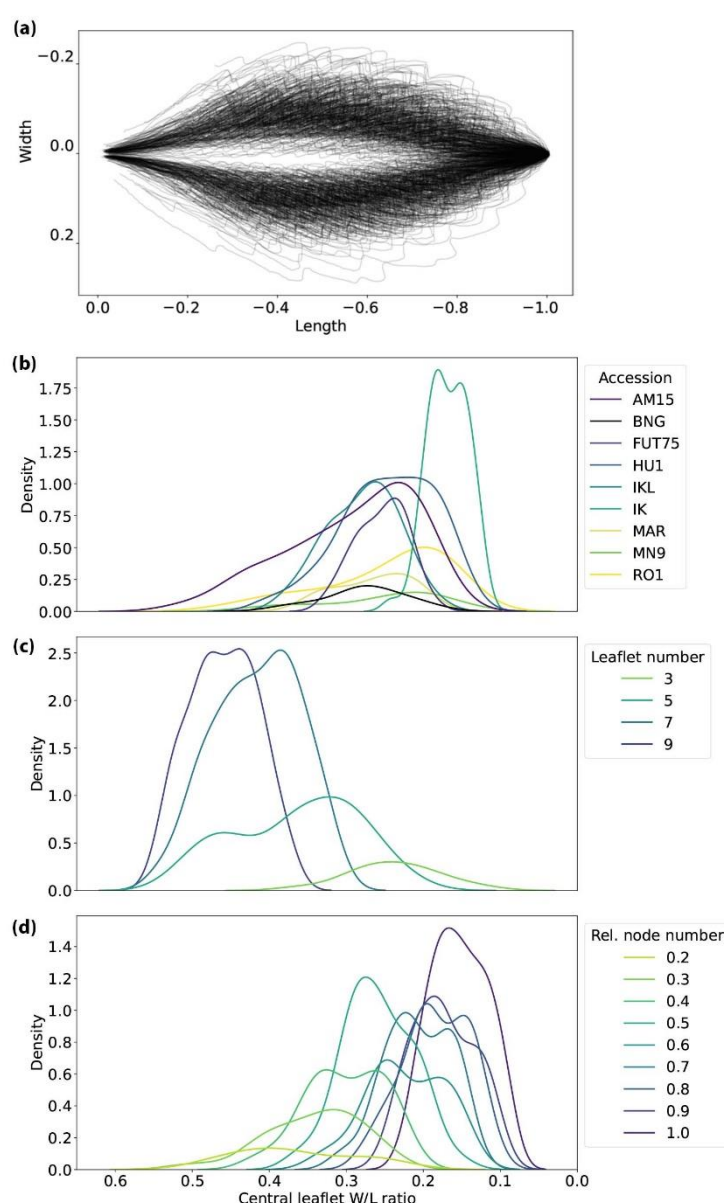 (a)
−0.2
0.0
0.2
Width
0.0 −0.2 −0.4 −0.6 −0.8 −1.0
Length
(b)
1.75
1.50
1.25
1.00
0.75
0.50
0.25
0.00
Density
Accession
AM15
BNG
FUT75
HU1
IKL
IK
MAR
MN9
RO1
(c)
2.5
2.0
1.5
1.0
0.5
0.0
Density
Leaflet number
3
5
7
9
(d)
1.4
1.2
1.0
0.8
0.6
0.4
0.2
0.0
Density
Rel. node number
0.2
0.3
0.4
0.5
0.6
0.7
0.8
0.9
1.0
0.6 0.5 0.4 0.3 0.2 0.1 0.0
Central leaflet W/L ratio